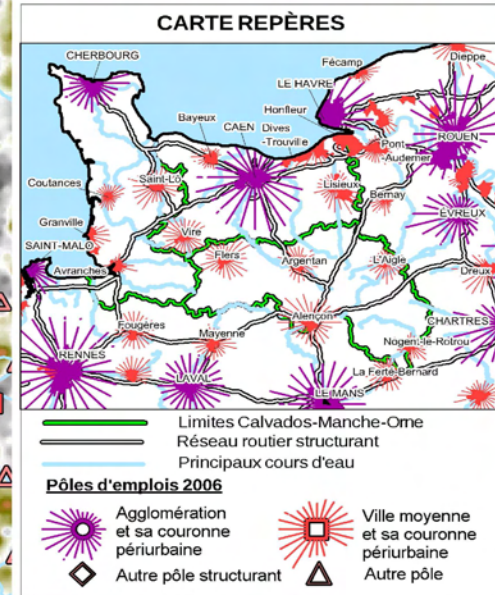 CARTE REPÈRES
CHERBOURG
Dieppe
Fécamp
LE HAVRE
Honfleur
Bayeux
CAEN
Dives
-Trouville
ROUEN
Pont
-Audemer
Coutances
Saint-Lô
Lisieux
Bernay
Granville
ÉVREUX
Vire
SAINT-MALO
Flers
Argentan
L'Aigle
Avranches
Dreux
Alençon
CHARTRES
Fougères
Mayenne
Nogent-le-Rotrou
RENNES
La Ferté-Bernard
LAVAL
LE MANS
Limites Calvados-Manche-Orne
Réseau routier structurant
Principaux cours d'eau
Pôles d'emplois 2006
Agglomération
et sa couronne
périurbaine
Ville moyenne
et sa couronne
périurbaine
Autre pôle structurant
Autre pôle